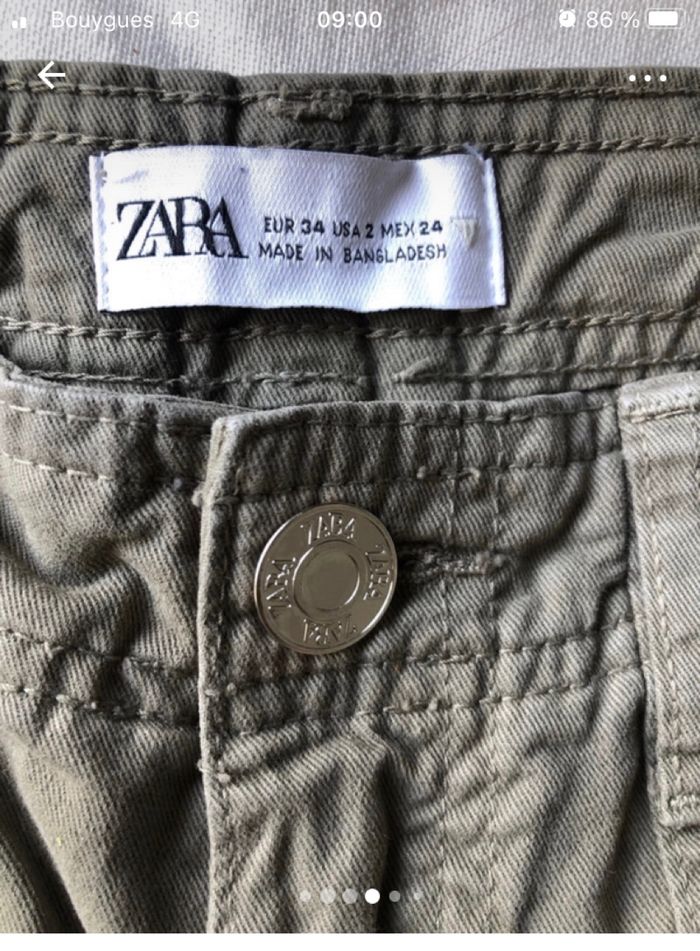 Bouygues 4G 09:00 86 %
ZARA
EUR 34 USA 2 MEX 24
MADE IN BANGLADESH
ZARA ZARA ZARA ZARA